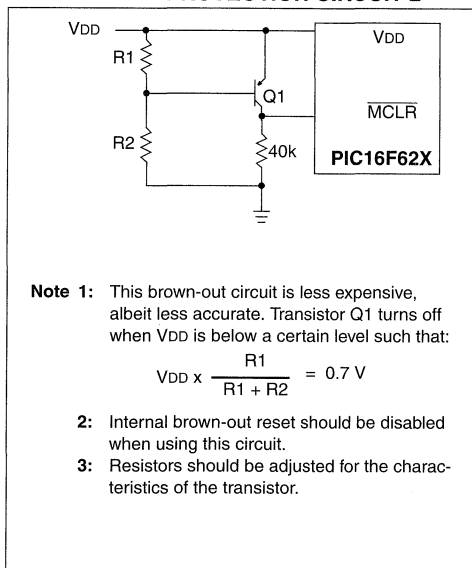 VDD
VDD
R1
Q1
MCLR
R2
40k
PIC16F62X
Note 1: This brown-out circuit is less expensive,
albeit less accurate. Transistor Q1 turns off
when VDD is below a certain level such that:
VDD x R1 / R1 + R2 = 0.7 V
2: Internal brown-out reset should be disabled
when using this circuit.
3: Resistors should be adjusted for the charac-
teristics of the transistor.